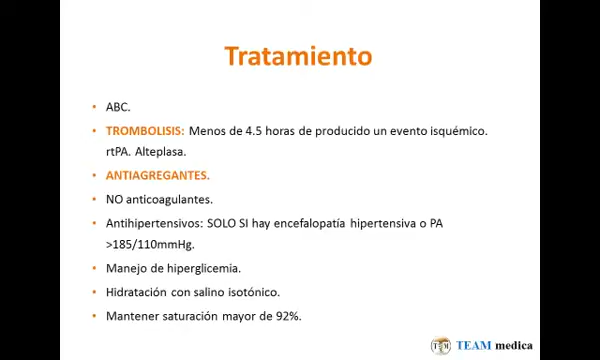 Tratamiento
• ABC.
• TROMBOLISIS: Menos de 4.5 horas de producido un evento isquémico.
rtPA. Alteplasa.
• ANTIAGREGANTES.
• NO anticoagulantes.
• Antihipertensivos: SOLO SI hay encefalopatía hipertensiva o PA
>185/110mmHg.
• Manejo de hiperglicemia.
• Hidratación con salino isotónico.
• Mantener saturación mayor de 92%.
TEAM medica